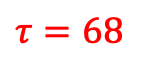 τ = 68